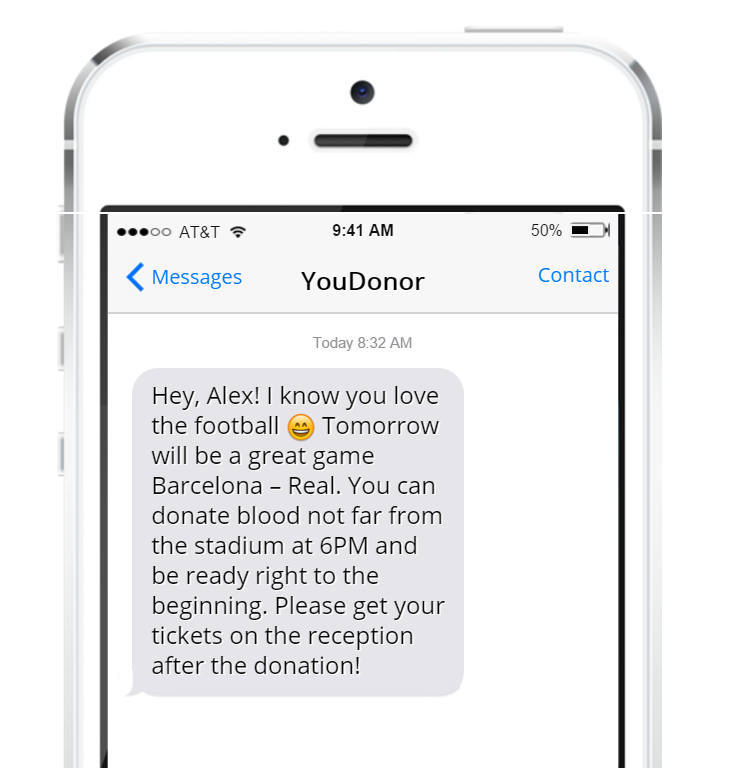 AT&T 9:41 AM 50%
Messages YouDonor Contact
Today 8:32 AM
Hey, Alex! I know you love
the football 😄 Tomorrow
will be a great game
Barcelona – Real. You can
donate blood not far from
the stadium at 6PM and
be ready right to the
beginning. Please get your
tickets on the reception
after the donation!